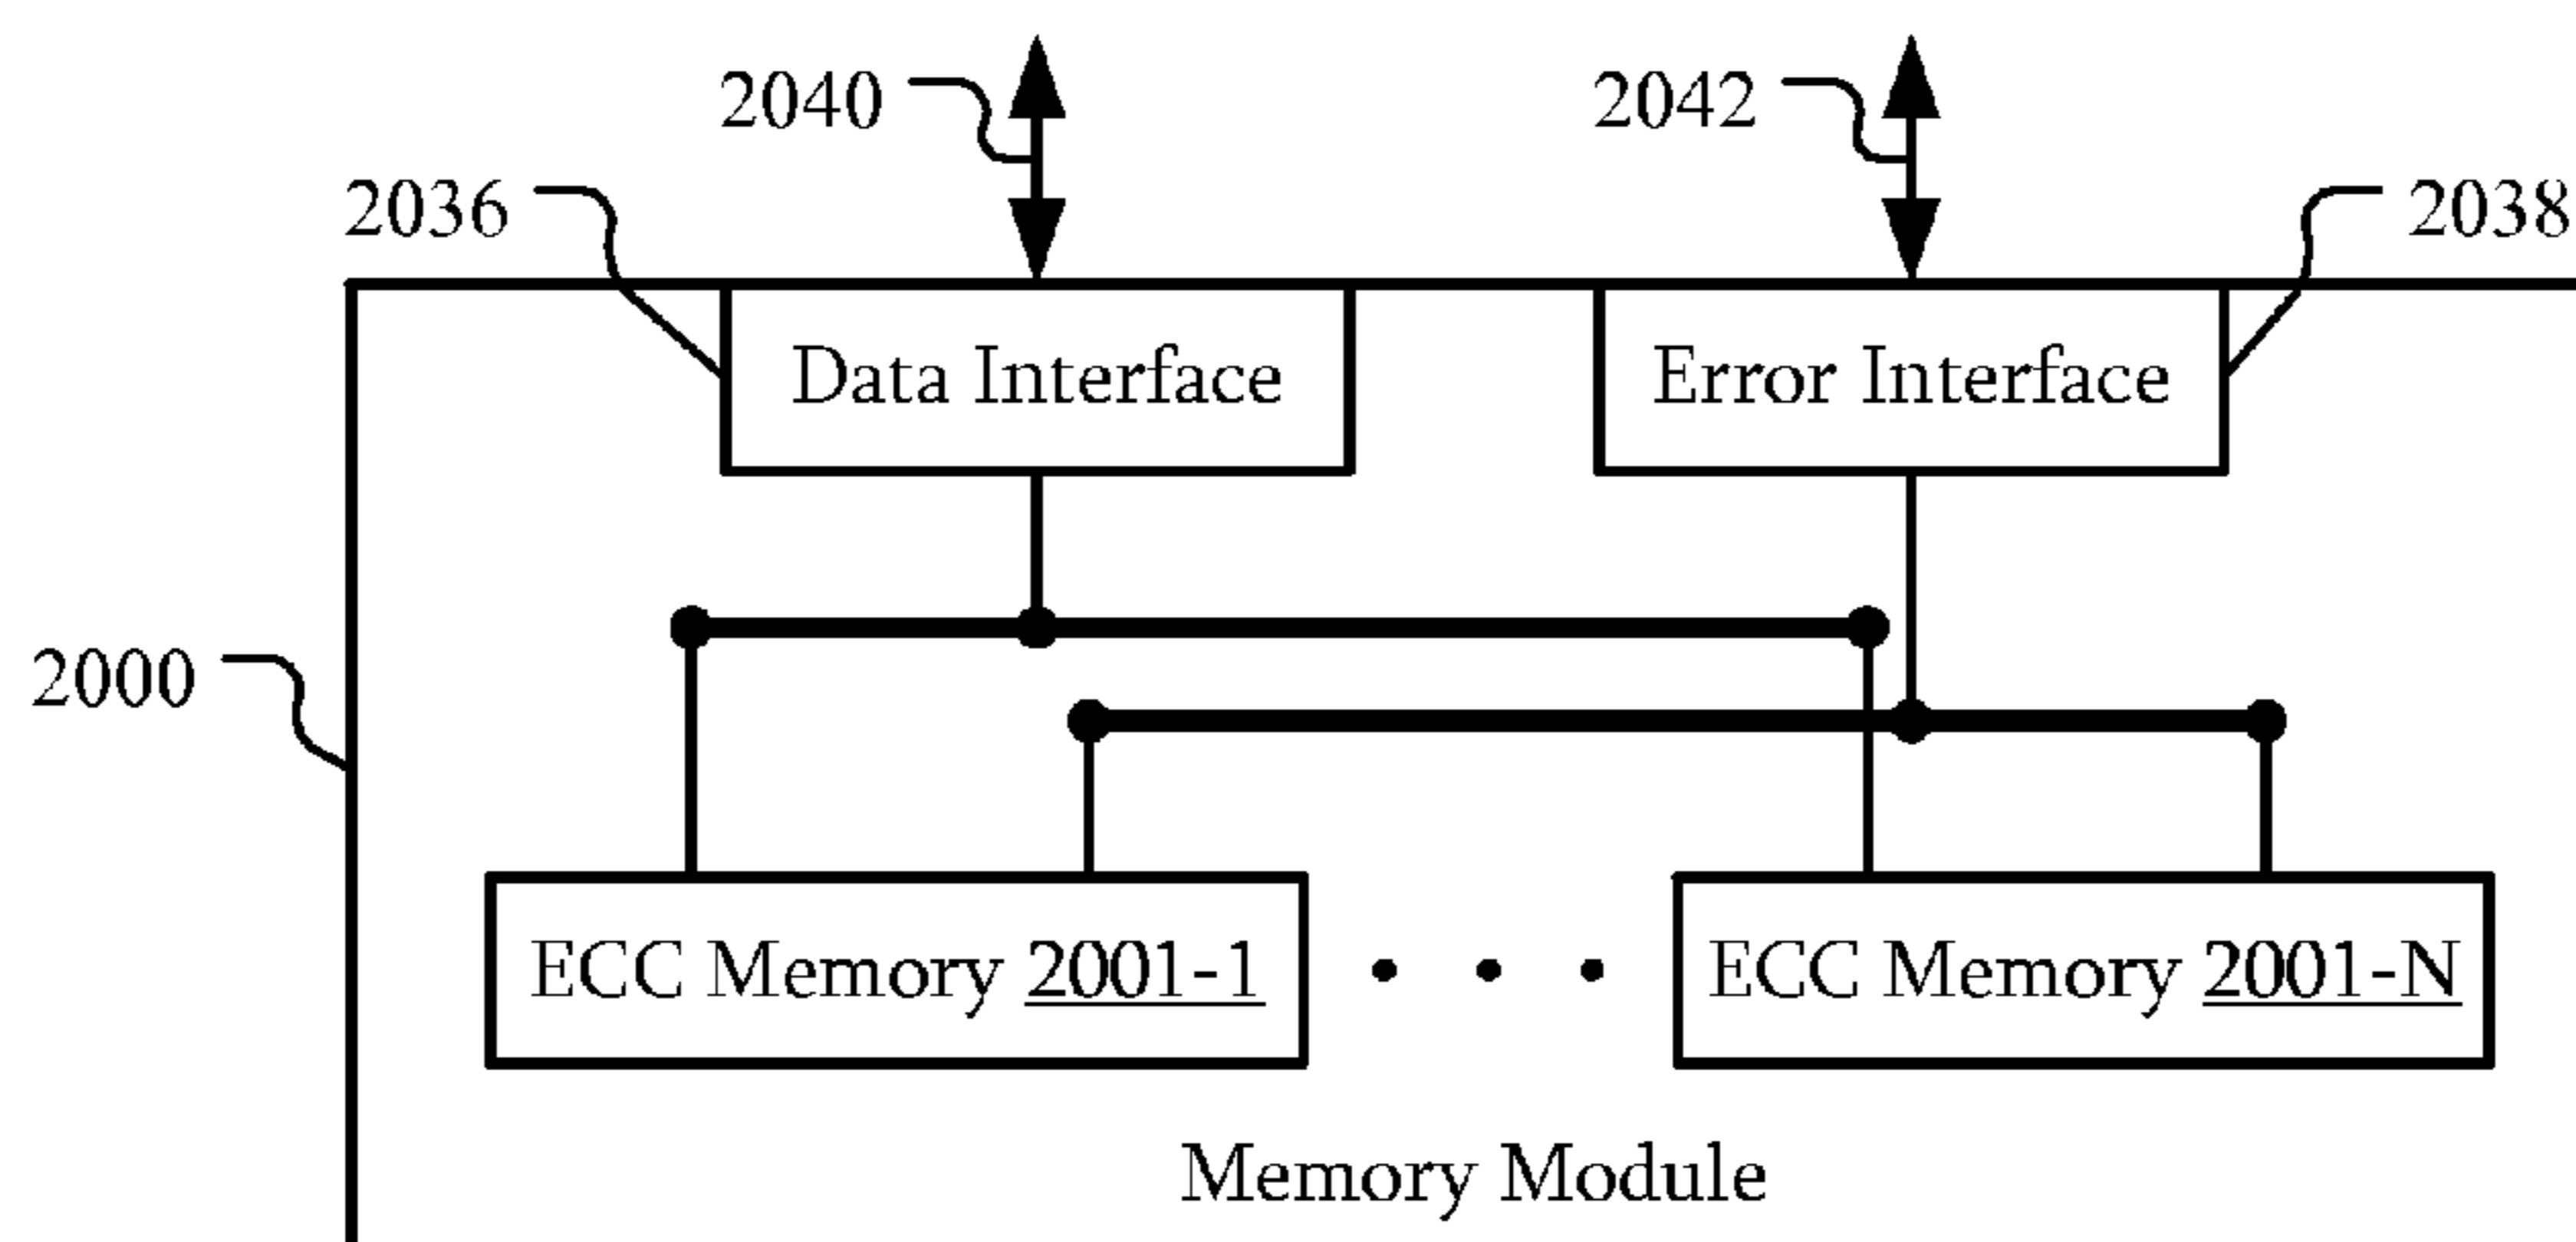 2040
2042
2036
2038
Data Interface
Error Interface
2000
ECC Memory 2001-1
ECC Memory 2001-N
Memory Module